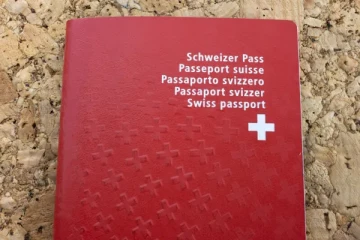 Schweizer Pass
Passeport suisse
Passaporto svizzero
Passaport svizzer
Swiss passport